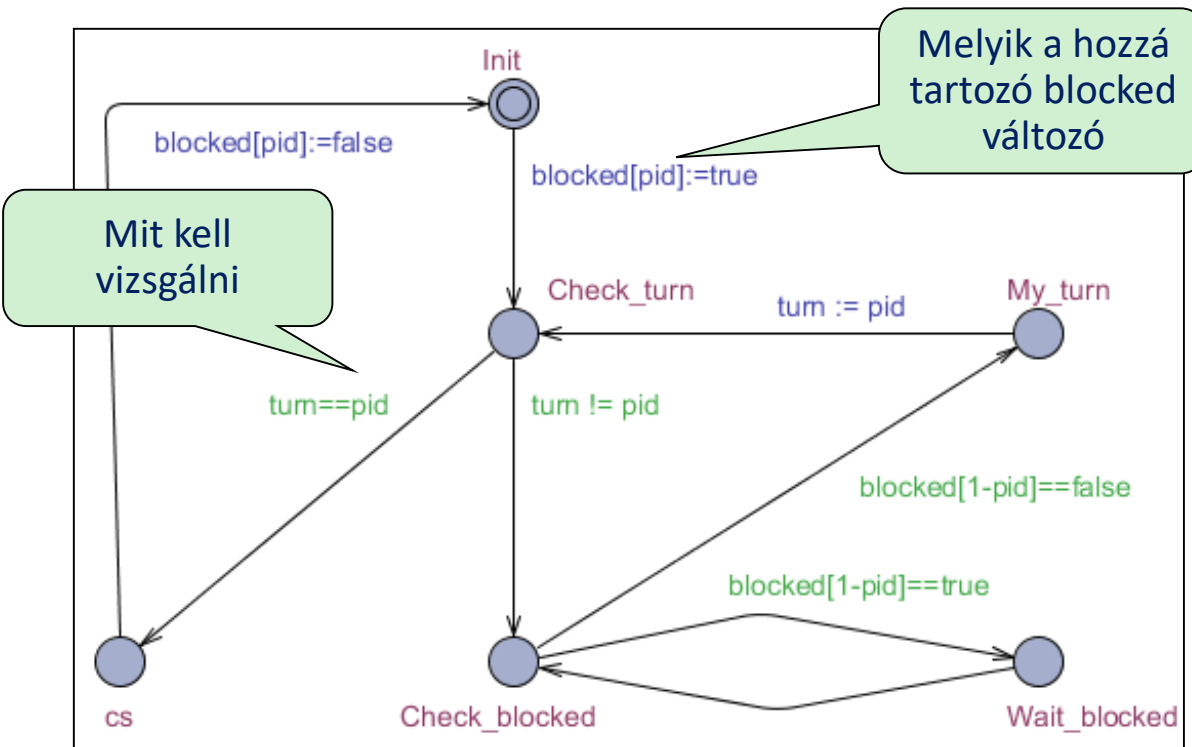 Melyik a hozzá
tartozó blocked
változó
Init
blocked[pid]:=false
blocked[pid]:=true
Mit kell
vizsgálni
Check_turn
turn := pid
My_turn
turn==pid
turn != pid
blocked[1-pid]==false
blocked[1-pid]==true
cs
Check_blocked
Wait_blocked